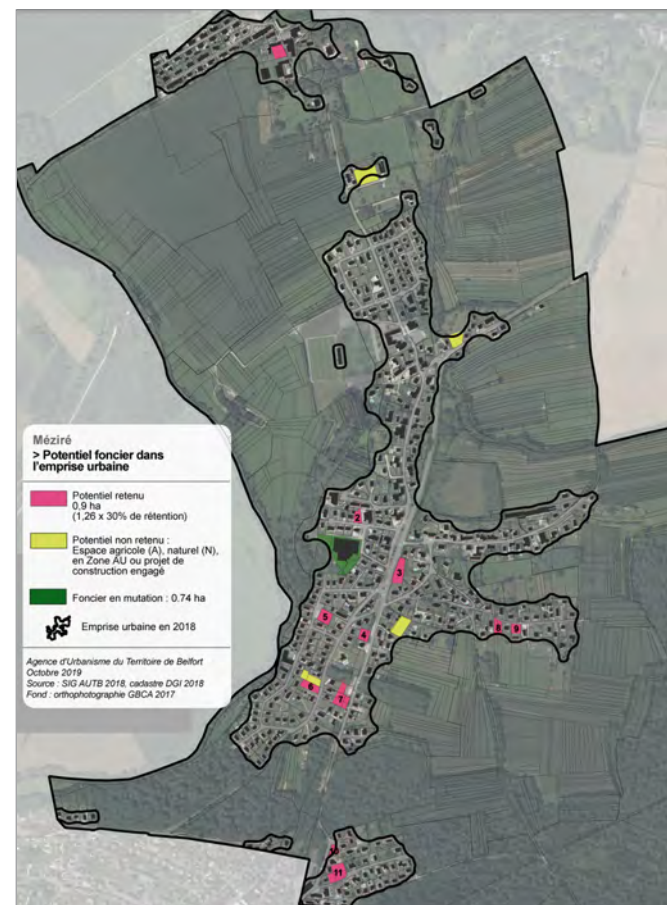 Méziré
> Potentiel foncier dans
l'emprise urbaine
Potentiel retenu
0,9 ha
(1,26 x 30% de rétention)
Potentiel non retenu :
Espace agricole (A), naturel (N),
en Zone AU ou projet de
construction engagé
Foncier en mutation : 0.74 ha
Emprise urbaine en 2018
Agence d'Urbanisme du Territoire de Belfort
Octobre 2019
Source : SIG AUTB 2018, cadastre DGI 2018
Fond : orthophotographie GBCA 2017
2
3
5
4
8
9
6
1
11